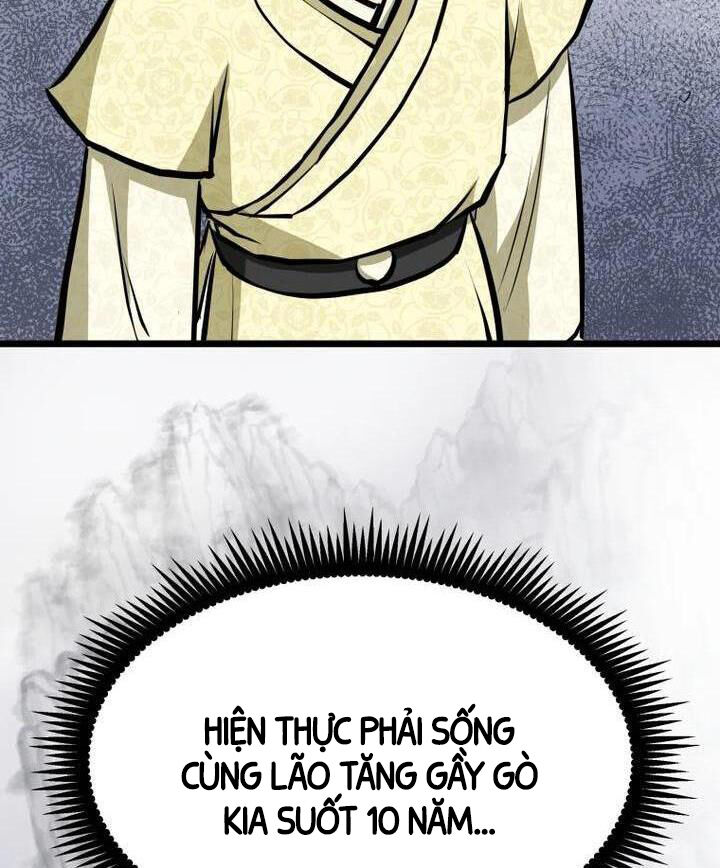 HIỆN THỰC PHẢI SỐNG
CÙNG LÃO TĂNG GẦY GÒ
KIA SUỐT 10 NĂM...